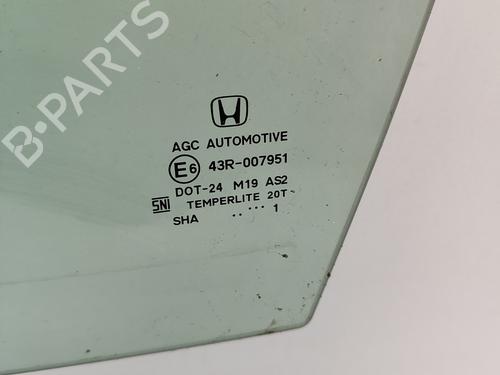 B-PARTS
AGC AUTOMOTIVE
E6 43R-007951
DOT-24 M19 AS2
SNI TEMPERLITE 20T
SHA .. ..... 1